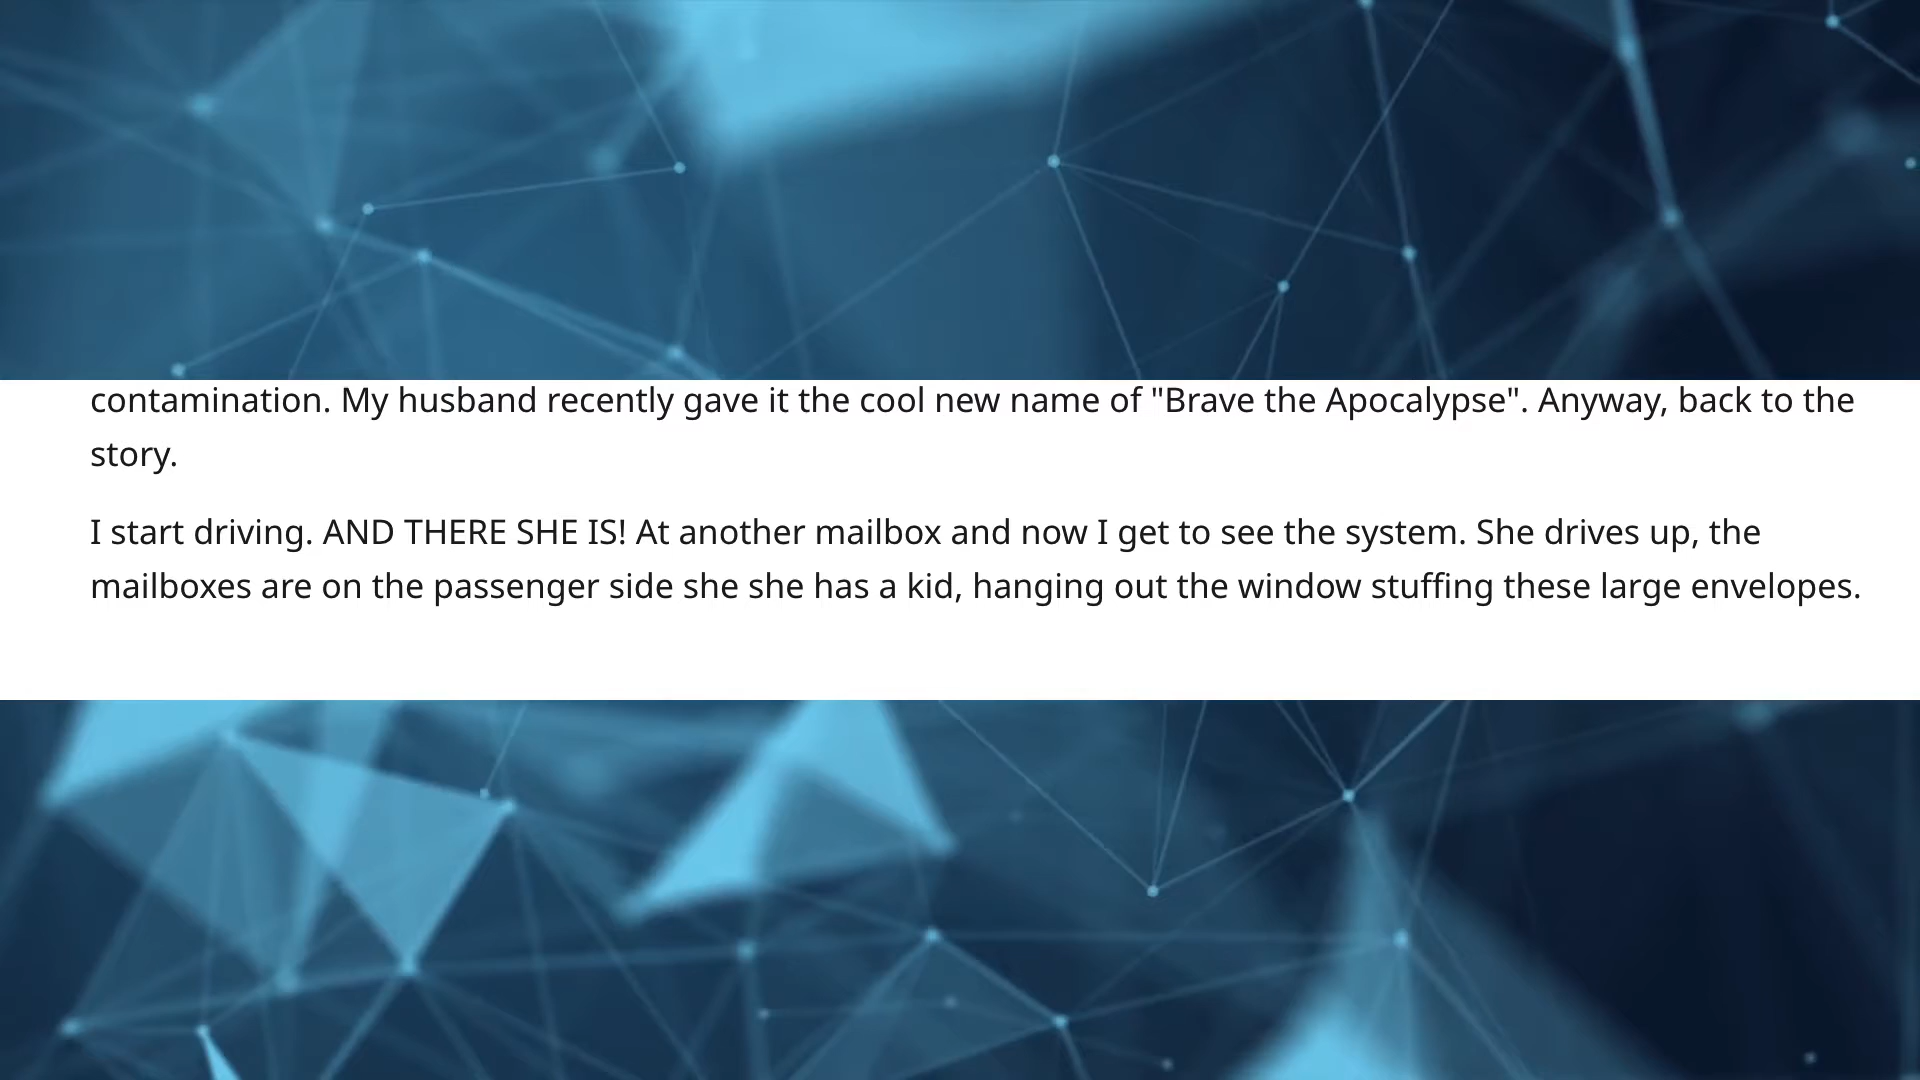 contamination. My husband recently gave it the cool new name of "Brave the Apocalypse". Anyway, back to the
story.
I start driving. AND THERE SHE IS! At another mailbox and now I get to see the system. She drives up, the
mailboxes are on the passenger side she she has a kid, hanging out the window stuffing these large envelopes.